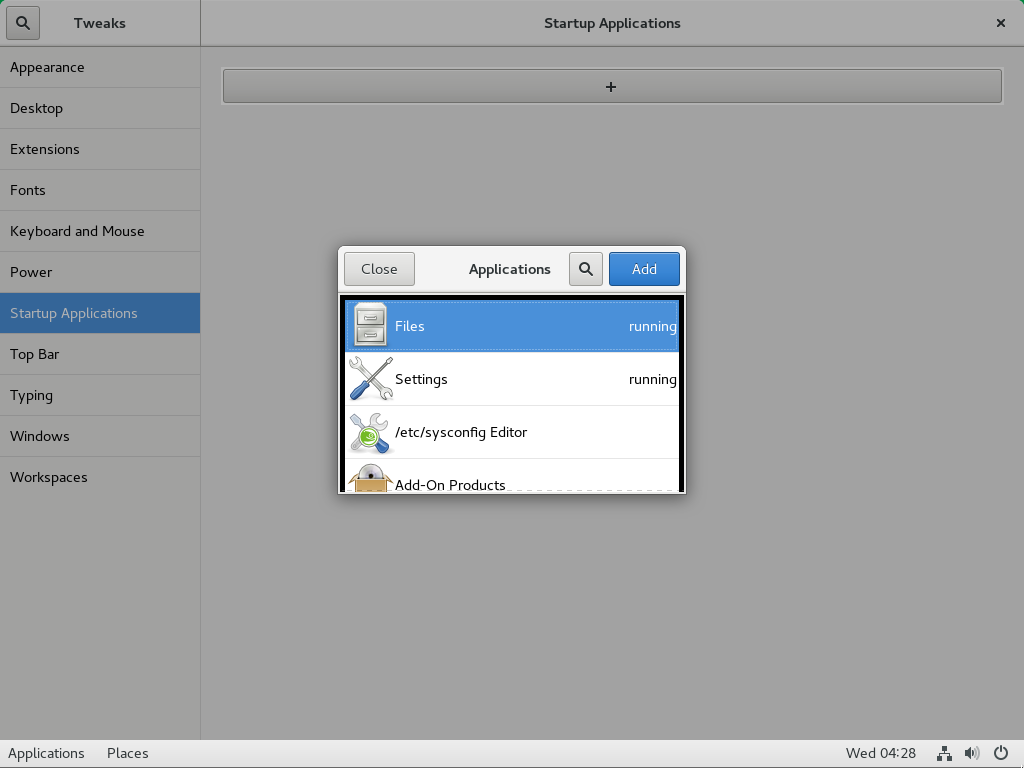 Tweaks
Startup Applications
Appearance
Desktop
Extensions
Fonts
Keyboard and Mouse
Power
Startup Applications
Top Bar
Typing
Windows
Workspaces
+
Close
Applications
Add
Files running
Settings running
/etc/sysconfig Editor
Add-On Products
Applications Places Wed 04:28